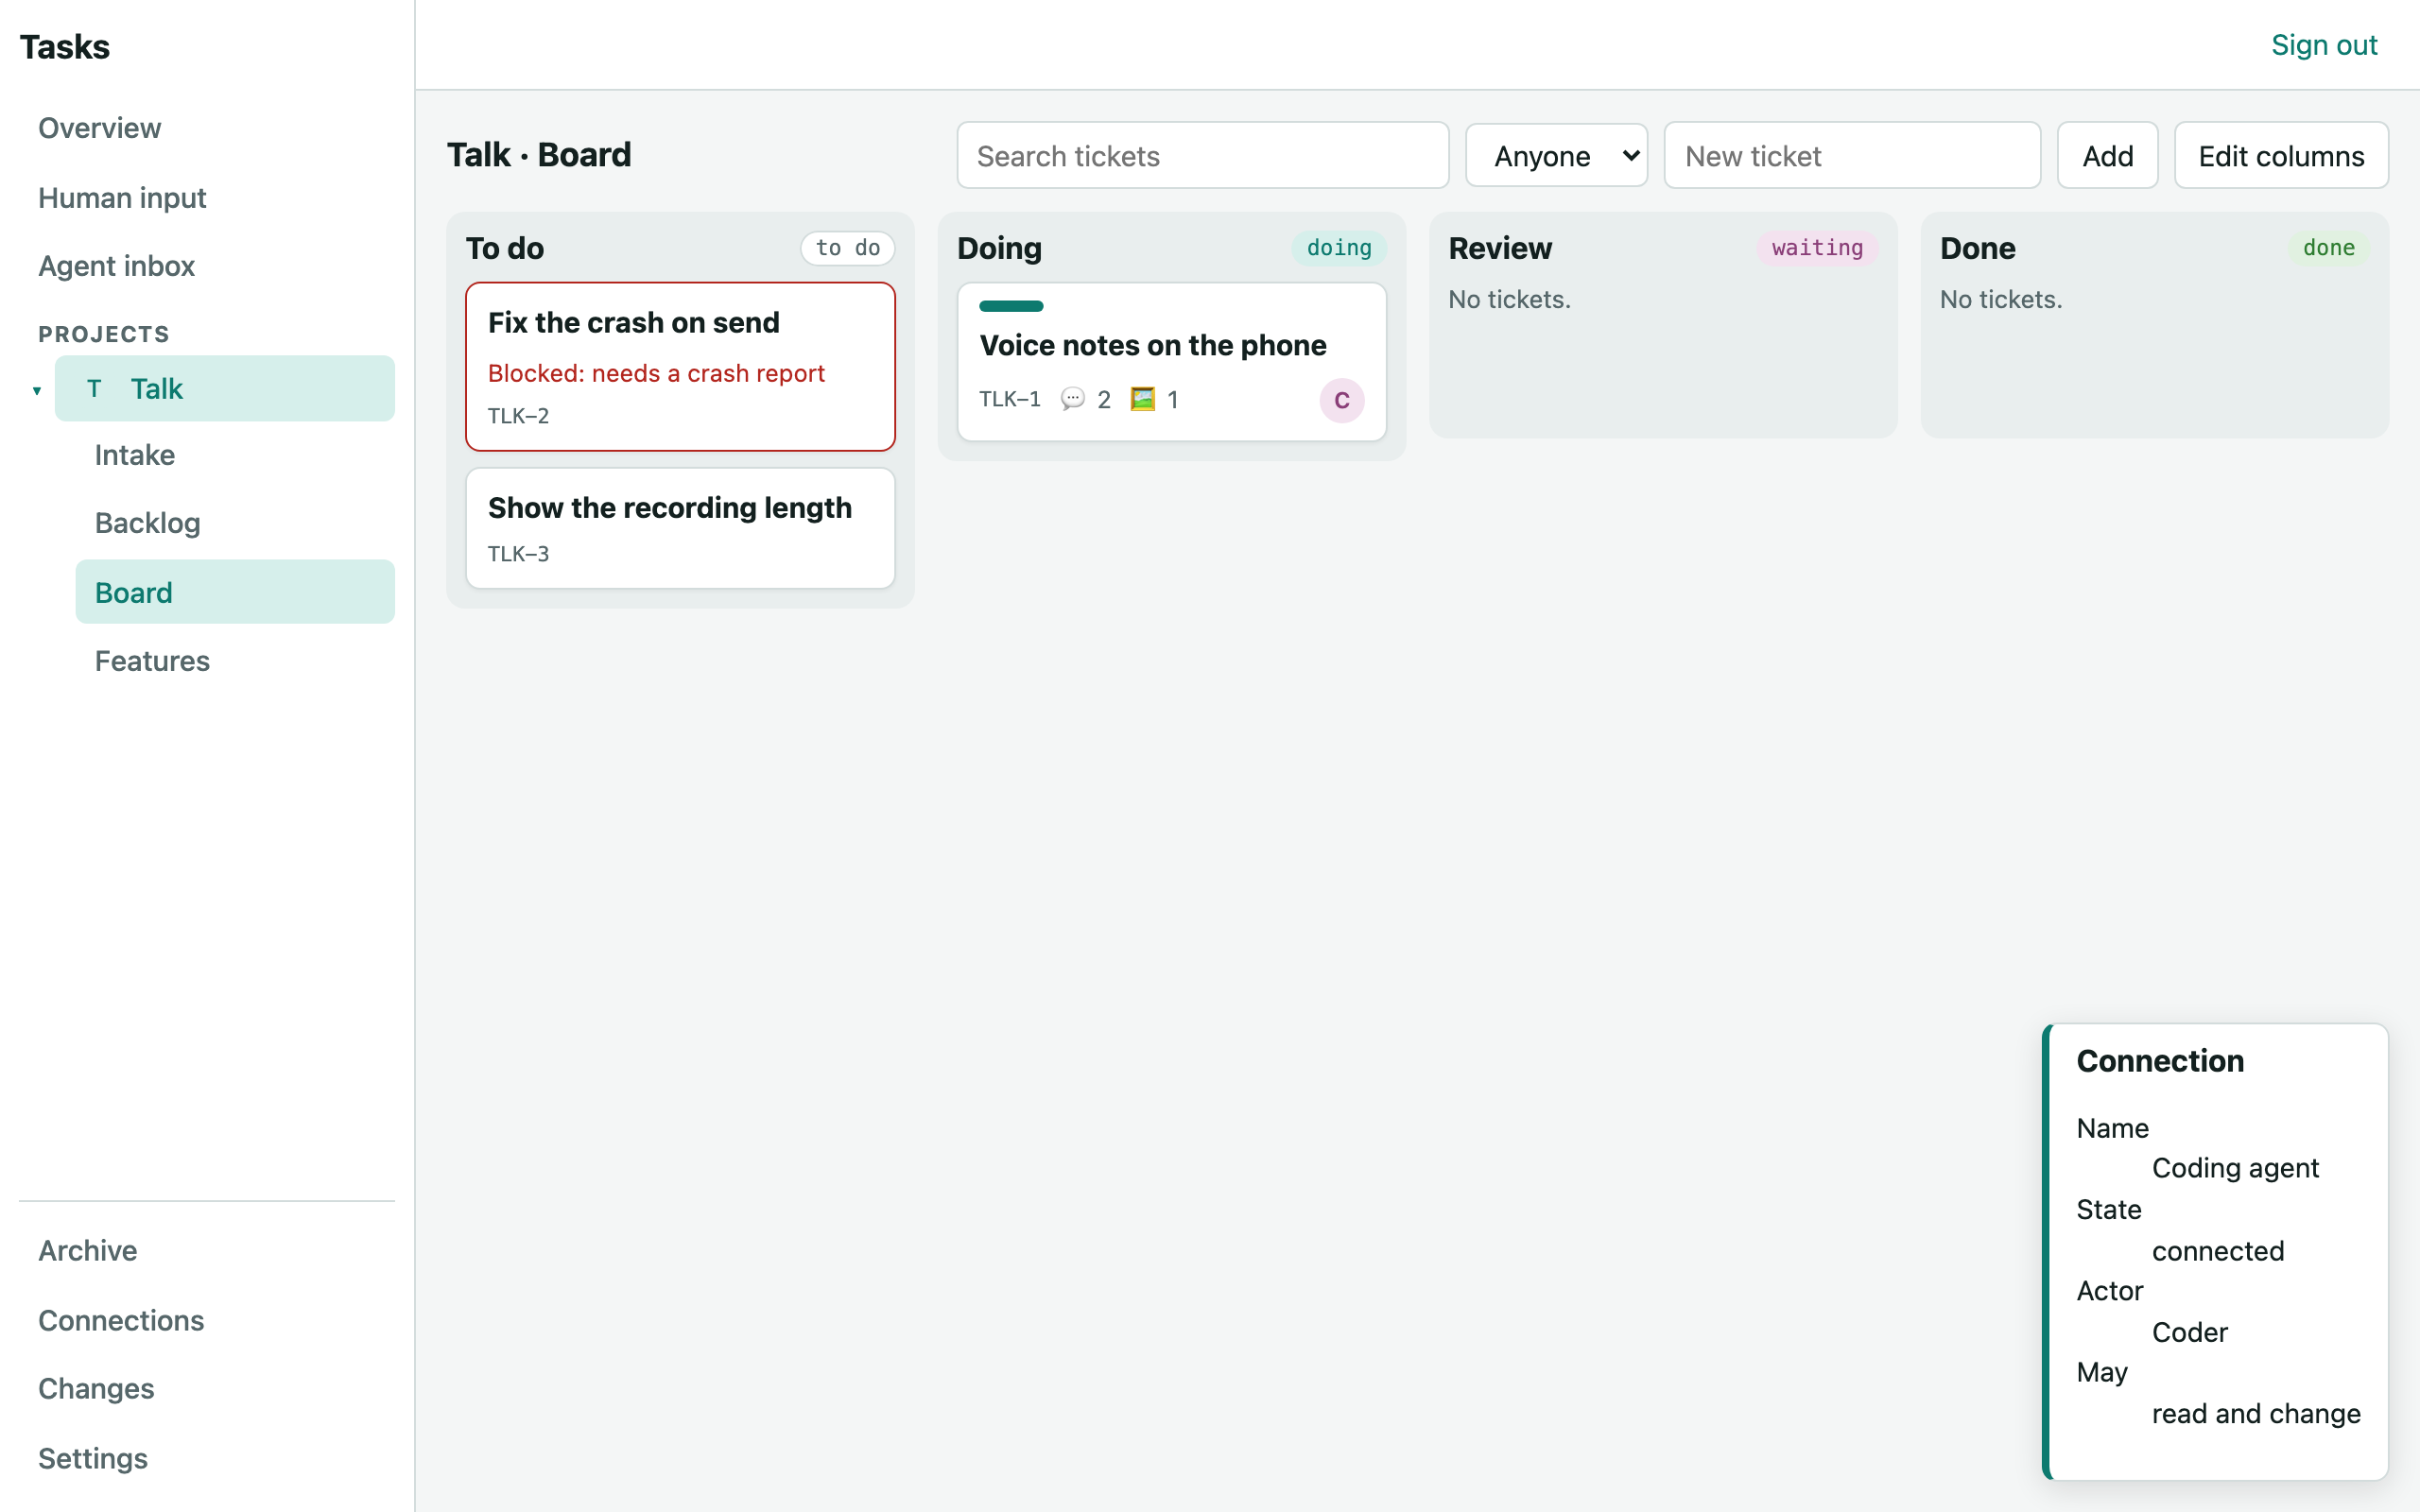 Tasks
Overview
Human input
Agent inbox
PROJECTS
T Talk
Intake
Backlog
Board
Features
Archive
Connections
Changes
Settings
Sign out
Talk · Board
Search tickets
Anyone
New ticket
Add
Edit columns
To do
to do
Fix the crash on send
Blocked: needs a crash report
TLK-2
Show the recording length
TLK-3
Doing
doing
Voice notes on the phone
TLK-1 2 1
C
Review
waiting
No tickets.
Done
done
No tickets.
Connection
Name
Coding agent
State
connected
Actor
Coder
May
read and change